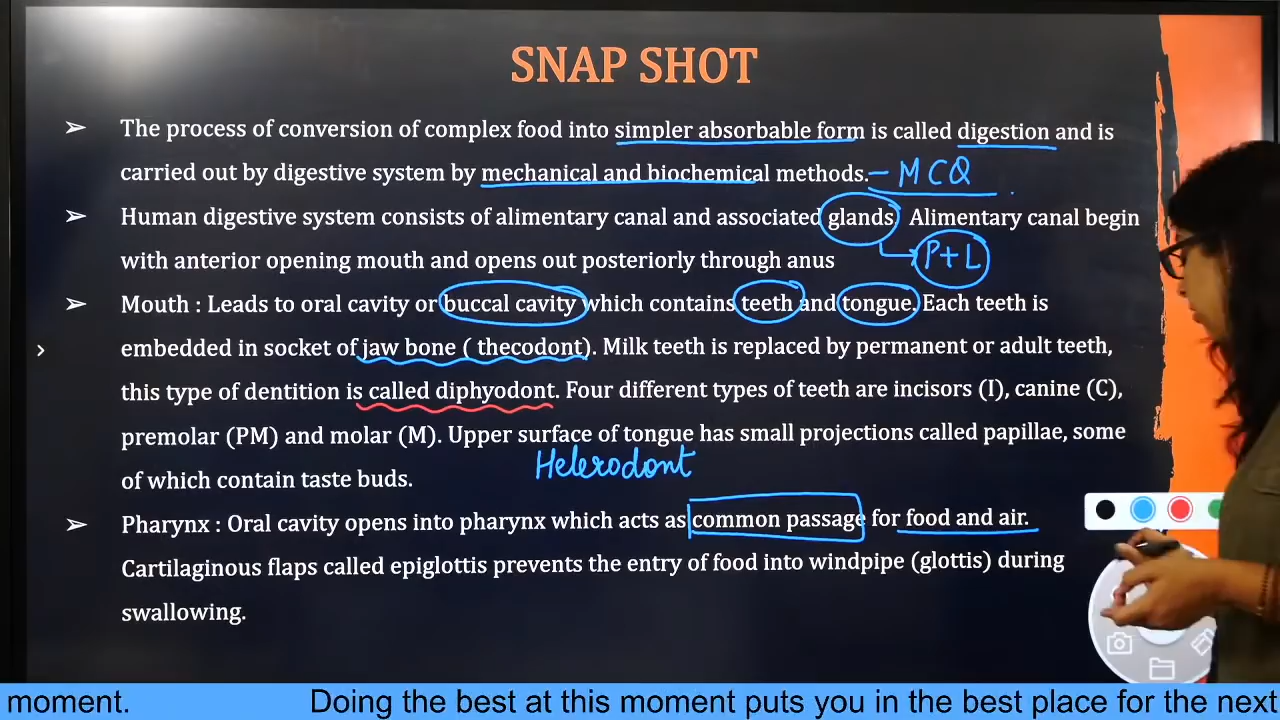 SNAP SHOT
➢ The process of conversion of complex food into simpler absorbable form is called digestion and is
carried out by digestive system by mechanical and biochemical methods. – MCQ
➢ Human digestive system consists of alimentary canal and associated glands Alimentary canal begin
with anterior opening mouth and opens out posteriorly through anus P+L
➢ Mouth : Leads to oral cavity or buccal cavity which contains teeth and tongue. Each teeth is
embedded in socket of jaw bone ( thecodont). Milk teeth is replaced by permanent or adult teeth,
this type of dentition is called diphyodont. Four different types of teeth are incisors (I), canine (C),
premolar (PM) and molar (M). Upper surface of tongue has small projections called papillae, some
of which contain taste buds. Heterodont
➢ Pharynx : Oral cavity opens into pharynx which acts as common passage for food and air.
Cartilaginous flaps called epiglottis prevents the entry of food into windpipe (glottis) during
swallowing.
moment. Doing the best at this moment puts you in the best place for the next